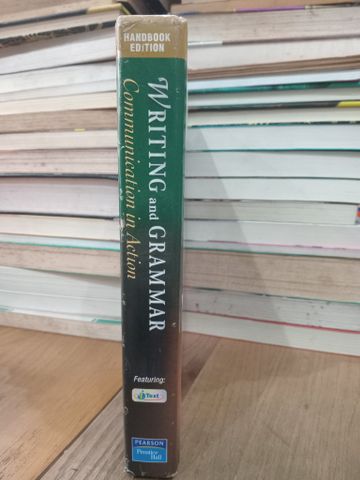 HANDBOOK
EDITION
WRITING and GRAMMAR
Communication in Action
Featuring:
iText
PEARSON
Prentice
Hall